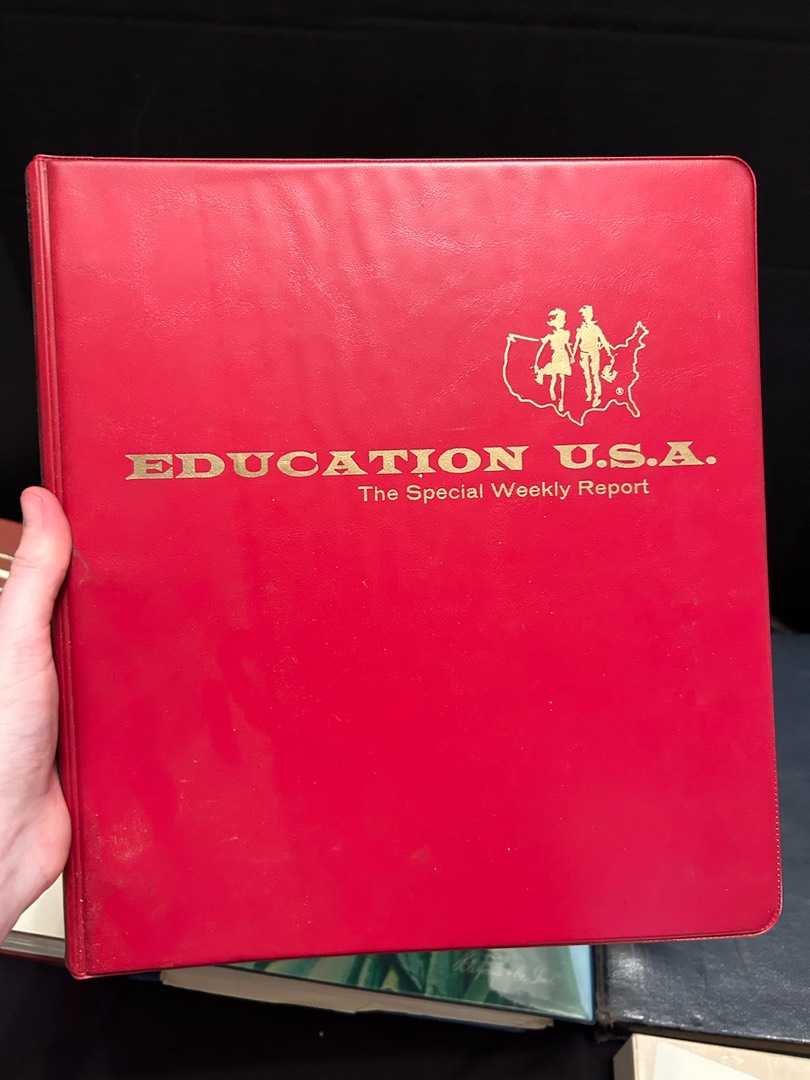 ®
EDUCATION U.S.A.
The Special Weekly Report